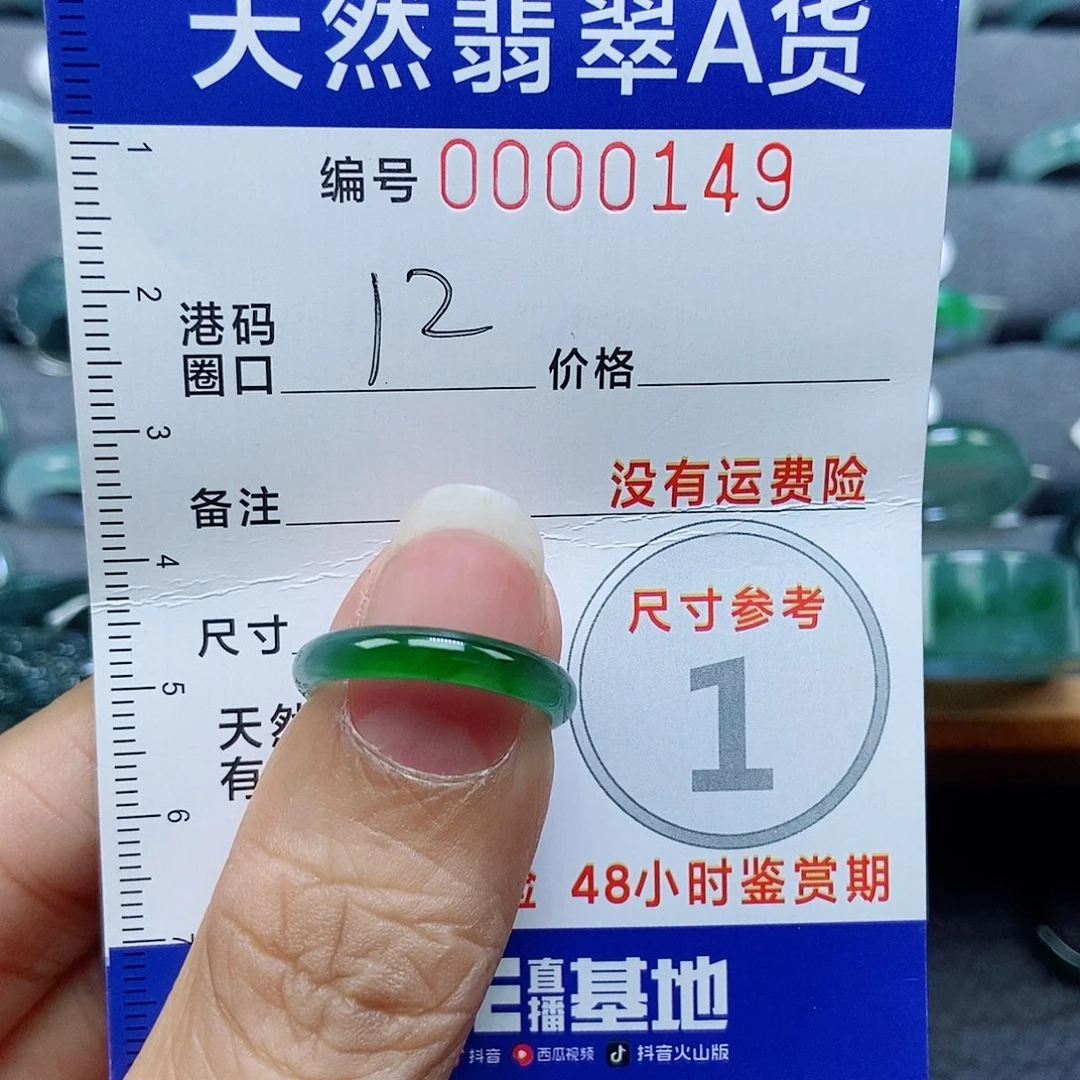 天然翡翠A货
编号 0000149
港码
圈口 12 价格
备注 没有运费险
尺寸参考
尺寸
1
天然
有
48小时鉴赏期
直播基地
抖音 西瓜视频 抖音火山版
1
2
3
4
5
6
7